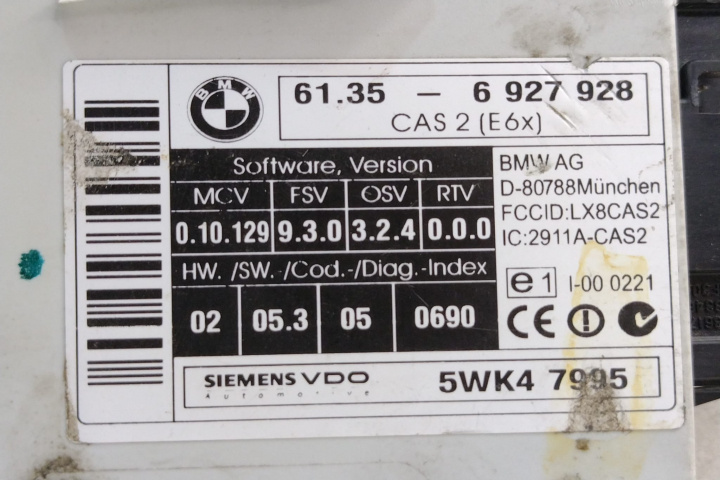 BMW
61.35 – 6 927 928
CAS 2 (E6x)
Software, Version
MCV FSV OSV RTV
0.10.129 9.3.0 3.2.4 0.0.0
HW. /SW. /Cod.-/Diag.-Index
02 05.3 05 0690
BMW AG
D-80788München
FCCID:LX8CAS2
IC:2911A-CAS2
e1 I-00 0221
CE
SIEMENS VDO
Automotive
5WK4 7995